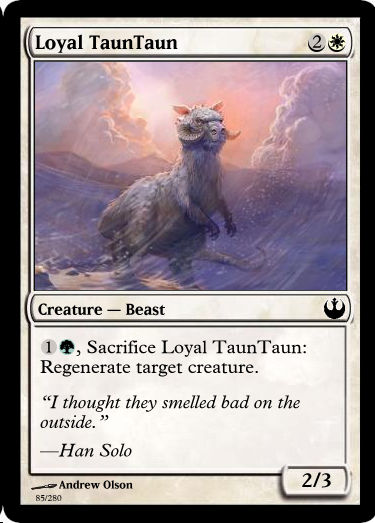 Loyal TaunTaun 2
Creature — Beast
1, Sacrifice Loyal TaunTaun:
Regenerate target creature.
“I thought they smelled bad on the
outside.”
—Han Solo
2/3
Andrew Olson
85/280